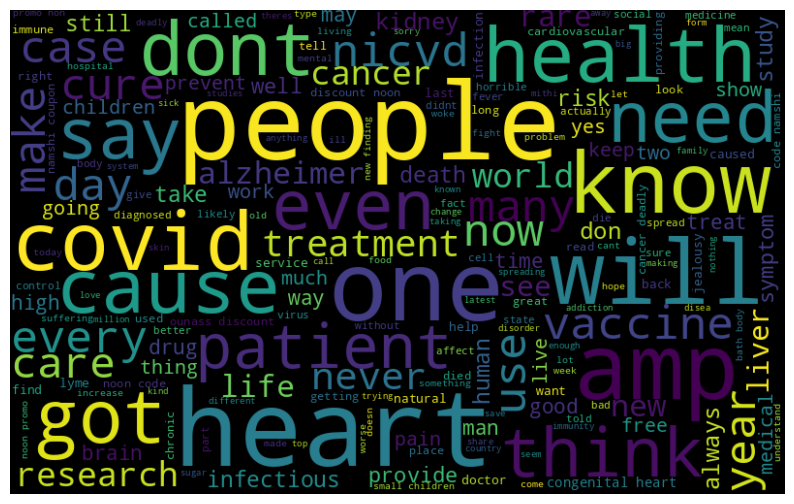 promo non
theres
type
away
social
medicine
immune
deadly
called
may
kidney
rare
form
mean
still
living
sorry
tell
mental
cardiovascular
case
dont
nicvd
health
infection
providing
big
study
right
hospital
cure
prevent
well
cancer
show
sick
studies
discount noon
last
didnt
woke
horrible
fever
mithi
risk
let
look
namshi coupon
children
people
long
actually
need
anything
ill
fight
problem
yes
code namshi
make
say
new finding
body
system
alzheimer
death
keep
two
family
caused
day
give
world
know
take
work
known
die
going
diagnosed
likely
old
even
many
fact
change
taking
now
don
spread
treat
read
cant
sure
making
nothing
cancer deadly
jealousy
symptom
covid
treatment
today
skin
service
call
food
cell
time
spreading
hope
back
control
love
cause
much
see
great
one
will
high
way
latest
addiction
disea
suffering
million
used
ounass discount
better
virus
without
help
state
disorder
enough
bath body
every
patient
drug
affect
human
live
lot
week
vaccine
care
thing
never
died
something
use
want
amp
liver
find
lyme
noon code
life
getting
trying
natural
good
bad
new
told
immunity
noon promo
increase
kind
different
got
heart
chronic
brain
part
made
top
worse
doesn
pain
man
save
share
country
place
seem
think
free
always
medical
year
understand
research
sugar
infectious
provide
small children
doctor
come
congenital heart